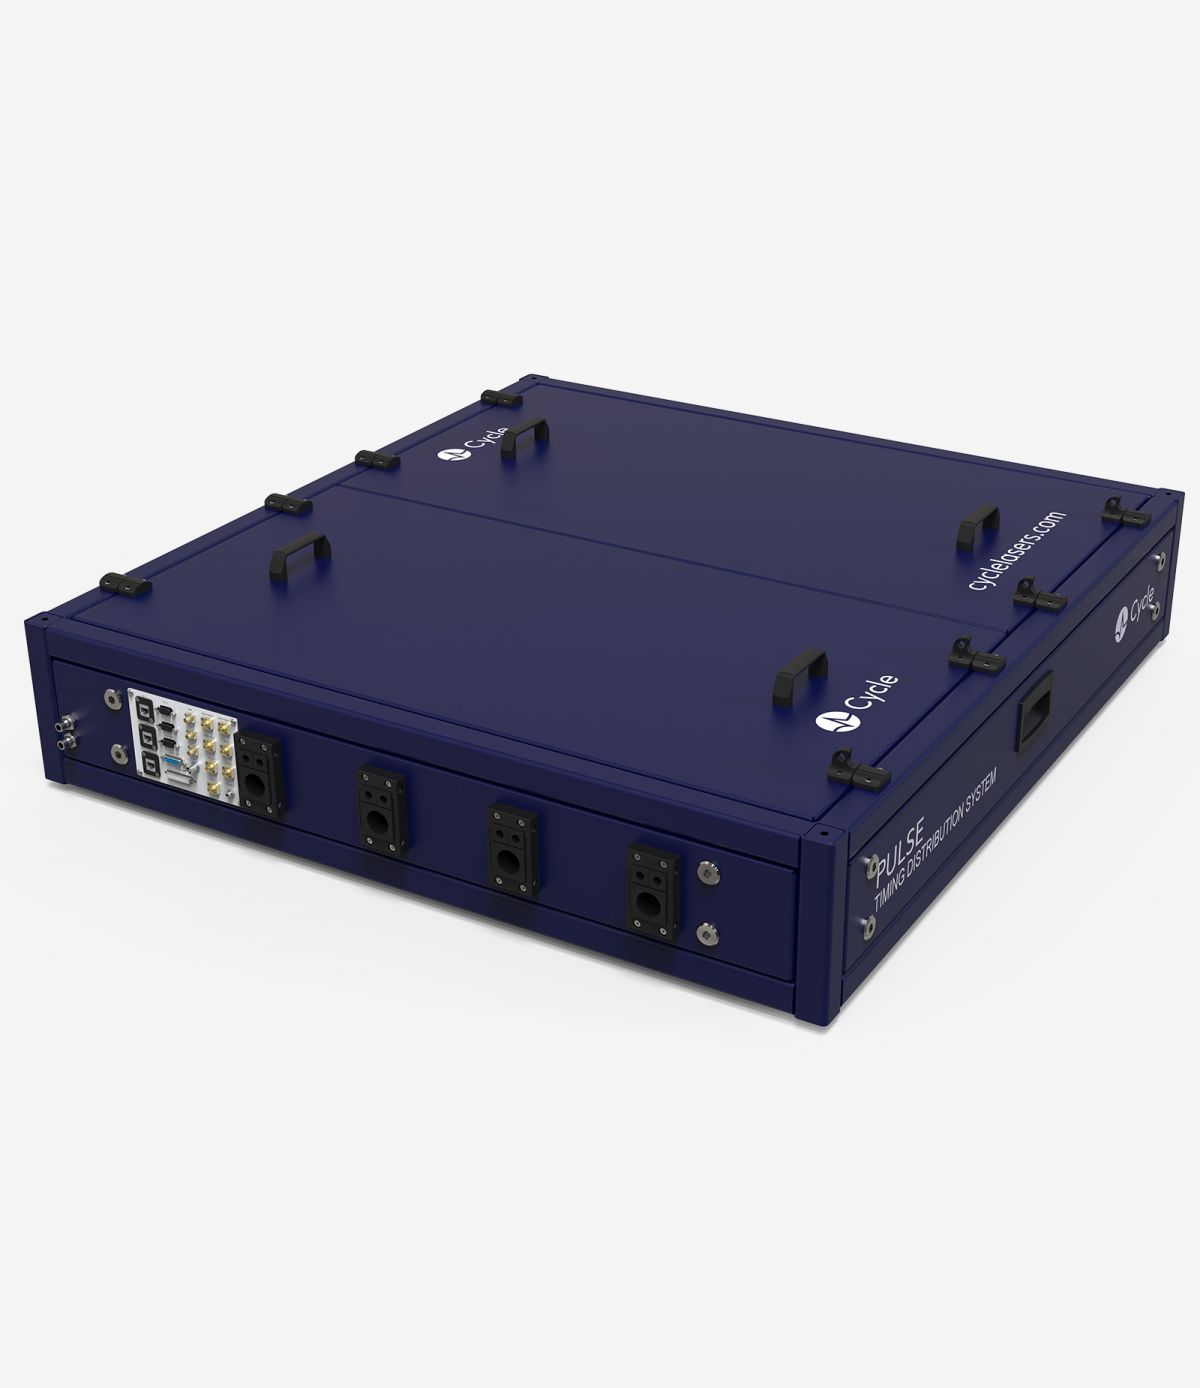 Cycle
cyclelasers.com
Cycle
Cycle
PULSE
TIMING DISTRIBUTION SYSTEM